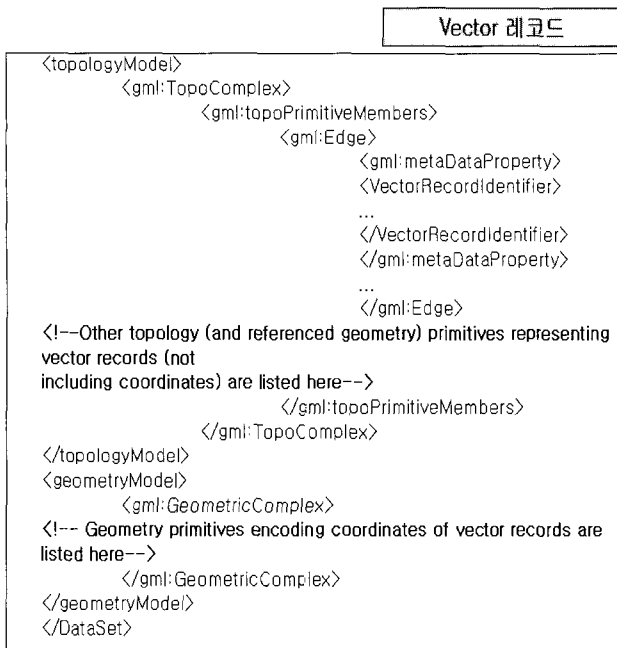 Vector 레코드
<topologyModel>
<gml:TopoComplex>
<gml:topoPrimitiveMembers>
<gml:Edge>
<gml:metaDataProperty>
<VectorRecordIdentifier>
...
</VectorRecordIdentifier>
</gml:metaDataProperty>
...
</gml:Edge>
<!--Other topology (and referenced geometry) primitives representing
vector records (not
including coordinates) are listed here-->
</gml:topoPrimitiveMembers>
</gml:TopoComplex>
</topologyModel>
<geometryModel>
<gml:GeometricComplex>
<!-- Geometry primitives encoding coordinates of vector records are
listed here-->
</gml:GeometricComplex>
</geometryModel>
</DataSet>